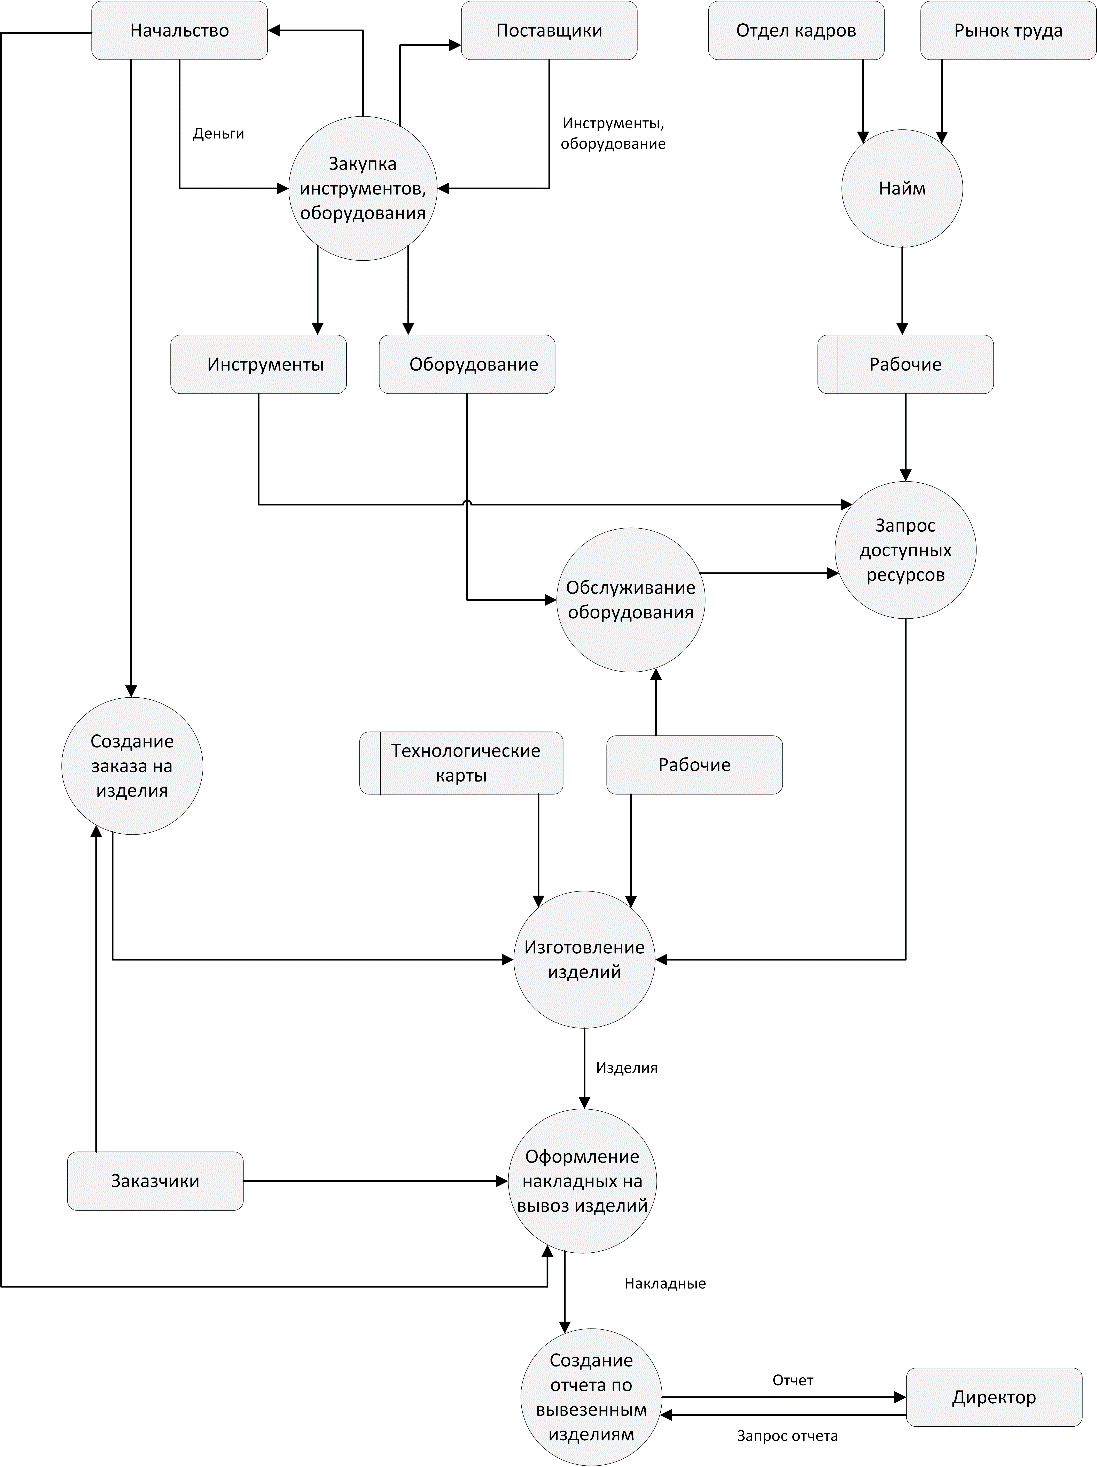 Начальство
Поставщики
Отдел кадров
Рынок труда
Деньги
Инструменты,
оборудование
Закупка
инструментов,
оборудования
Найм
Инструменты
Оборудование
Рабочие
Запрос
доступных
ресурсов
Обслуживание
оборудования
Создание
заказа на
изделия
Технологические
карты
Рабочие
Изготовление
изделий
Изделия
Заказчики
Оформление
накладных на
вывоз изделий
Накладные
Создание
отчета по
вывезенным
изделиям
Отчет
Директор
Запрос отчета